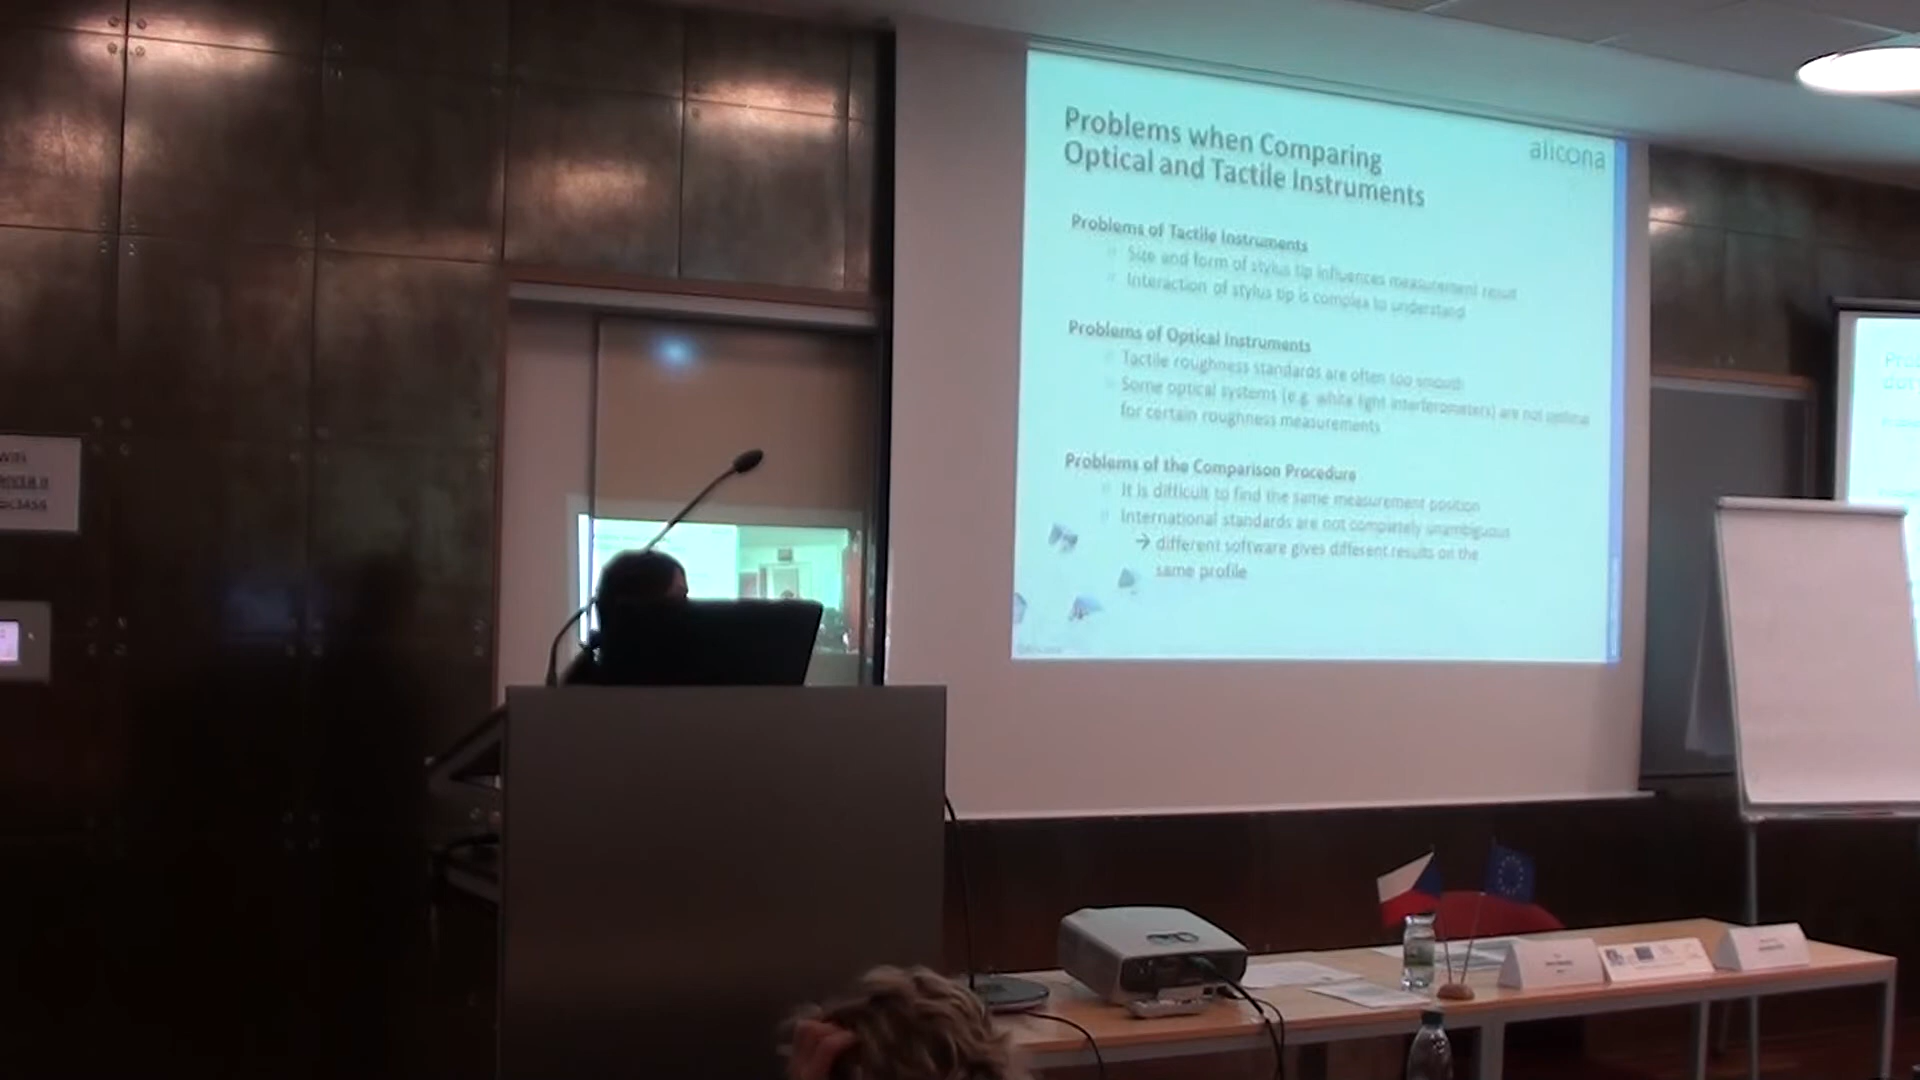 Problems when Comparing
Optical and Tactile Instruments
alicona
Problems of Tactile Instruments
Size and form of stylus tip influences measurement result
Interaction of stylus tip is complex to understand
Problems of Optical Instruments
Tactile roughness standards are often too smooth
Some optical systems (e.g. white light interferometers) are not optimal
for certain roughness measurements
Problems of the Comparison Procedure
It is difficult to find the same measurement position
International standards are not completely unambiguous
→ different software gives different results on the
same profile